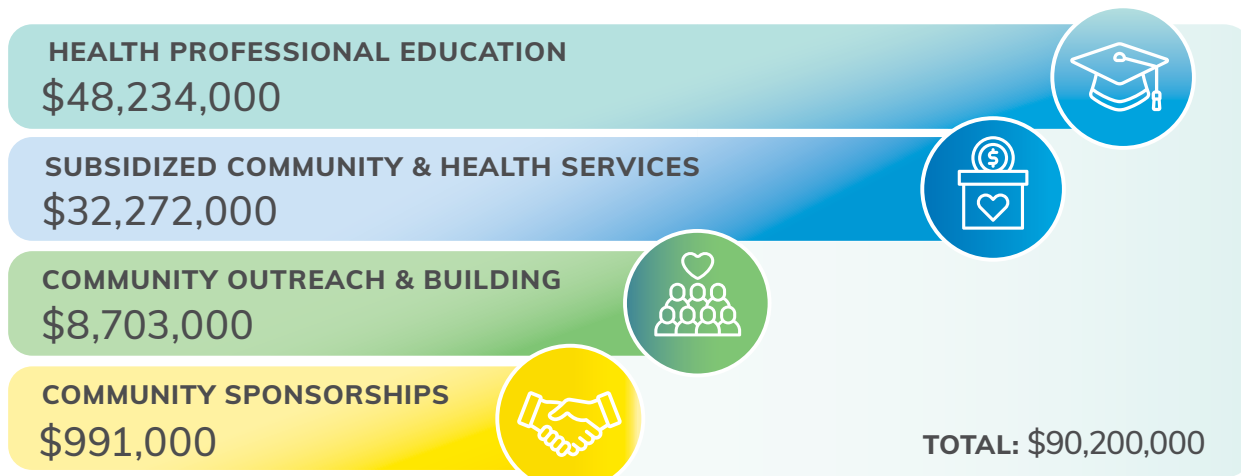 HEALTH PROFESSIONAL EDUCATION
$48,234,000
SUBSIDIZED COMMUNITY & HEALTH SERVICES
$32,272,000
COMMUNITY OUTREACH & BUILDING
$8,703,000
COMMUNITY SPONSORSHIPS
$991,000
TOTAL: $90,200,000